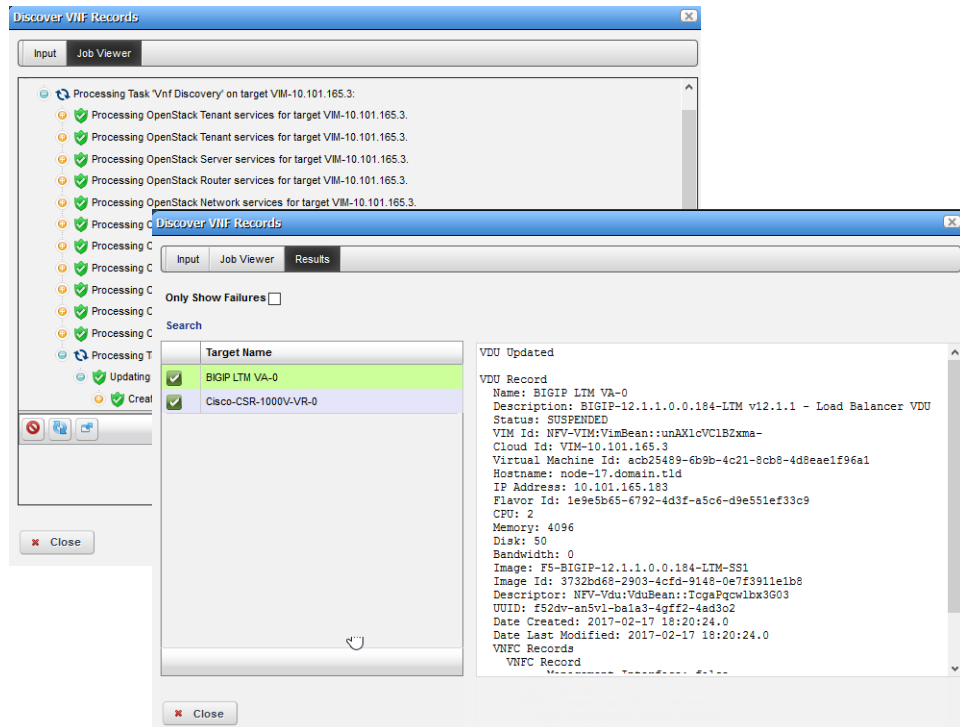 Discover VNF Records
Input Job Viewer
Processing Task 'Vnf Discovery' on target VIM-10.101.165.3:
Processing OpenStack Tenant services for target VIM-10.101.165.3.
Processing OpenStack Tenant services for target VIM-10.101.165.3.
Processing OpenStack Server services for target VIM-10.101.165.3.
Processing OpenStack Router services for target VIM-10.101.165.3.
Processing OpenStack Network services for target VIM-10.101.165.3.
Processing
Processing
Processing
Processing
Processing
Processing
Processing
Updating
Close
Discover VNF Records
Input Job Viewer Results
Only Show Failures
Search
Target Name
BIGIP LTM VA-0
Cisco-CSR-1000V-VR-0
VDU Updated
VDU Record
Name: BIGIP LTM VA-0
Description: BIGIP-12.1.1.0.0.184-LTM v12.1.1 - Load Balancer VDU
Status: SUSPENDED
VIM Id: NFV-VIM:VimBean::unAXlcVClBZxma-
Cloud Id: VIM-10.101.165.3
Virtual Machine Id: acb25489-6b9b-4c21-8cb8-4d8eae1f96a1
Hostname: node-17.domain.tld
IP Address: 10.101.165.183
Flavor Id: 1e9e5b65-6792-4d3f-a5c6-d9e551ef33c9
CPU: 2
Memory: 4096
Disk: 50
Bandwidth: 0
Image: F5-BIGIP-12.1.1.0.0.184-LTM-SS1
Image Id: 3732bd68-2903-4cfd-9148-0e7f3911e1b8
Descriptor: NFV-Vdu:VduBean::TcgaPqcwlbx3G03
UUID: f52dv-an5vl-ba1a3-4gff2-4ad3o2
Date Created: 2017-02-17 18:20:24.0
Date Last Modified: 2017-02-17 18:20:24.0
VNFC Records
VNFC Record
Management Interface: false
Close